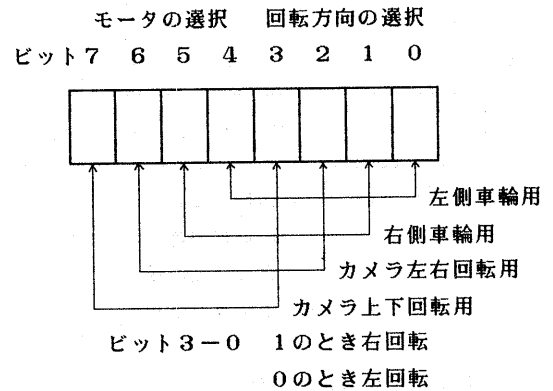 モータの選択 回転方向の選択
ビット7 6 5 4 3 2 1 0
左側車輪用
右側車輪用
カメラ左右回転用
カメラ上下回転用
ビット3-0 1のとき右回転
0のとき左回転